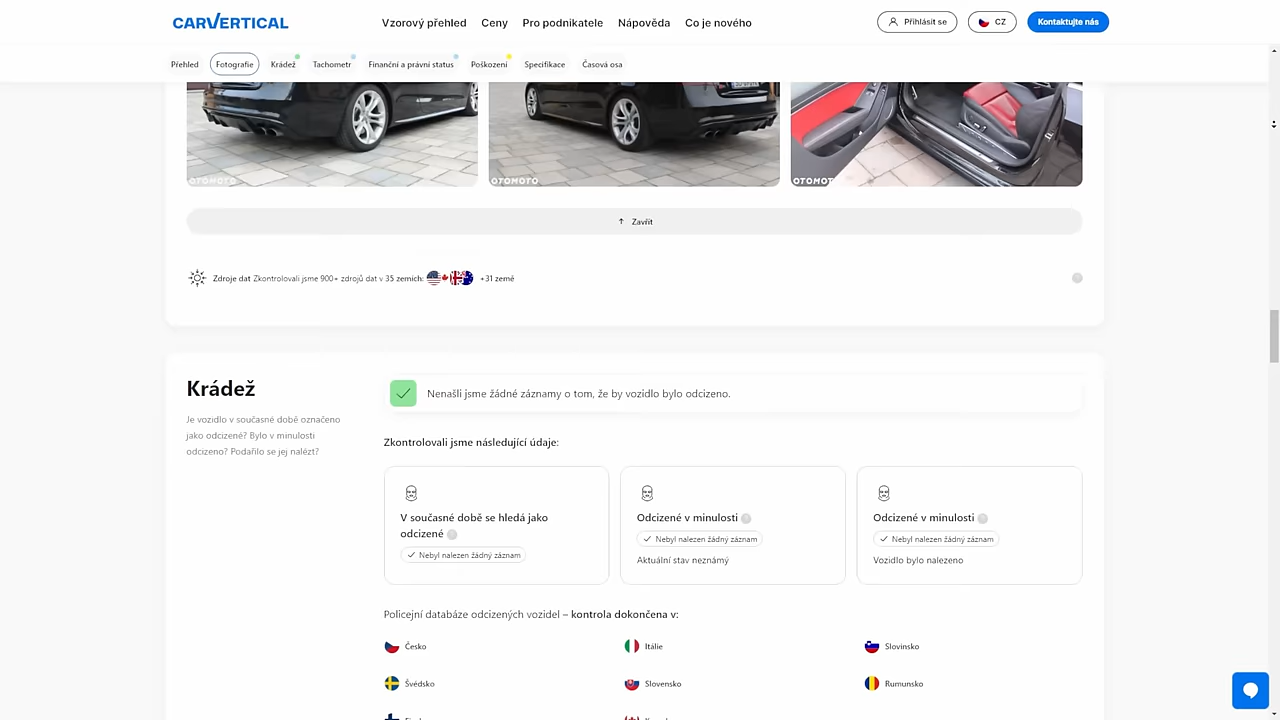 CARVERTICAL
Vzorový přehled Ceny Pro podnikatele Nápověda Co je nového
Přihlásit se
CZ
Kontaktujte nás
Přehled Fotografie Krádež Tachometr Finanční a právní status Poškození Specifikace Časová osa
OTOMOTO OTOMOTO OTOMOT
↑ Zavřít
Zdroje dat Zkontrolovali jsme 900+ zdrojů dat v 35 zemích: +31 země
Krádež
Je vozidlo v současné době označeno
jako odcizené? Bylo v minulosti
odcizeno? Podařilo se jej nalézt?
Nenašli jsme žádné záznamy o tom, že by vozidlo bylo odcizeno.
Zkontrolovali jsme následující údaje:
V současné době se hledá jako
odcizené
Nebyl nalezen žádný záznam
Odcizené v minulosti
Nebyl nalezen žádný záznam
Aktuální stav neznámý
Odcizené v minulosti
Nebyl nalezen žádný záznam
Vozidlo bylo nalezeno
Policejní databáze odcizených vozidel – kontrola dokončena v:
Česko Itálie Slovinsko
Švédsko Slovensko Rumunsko